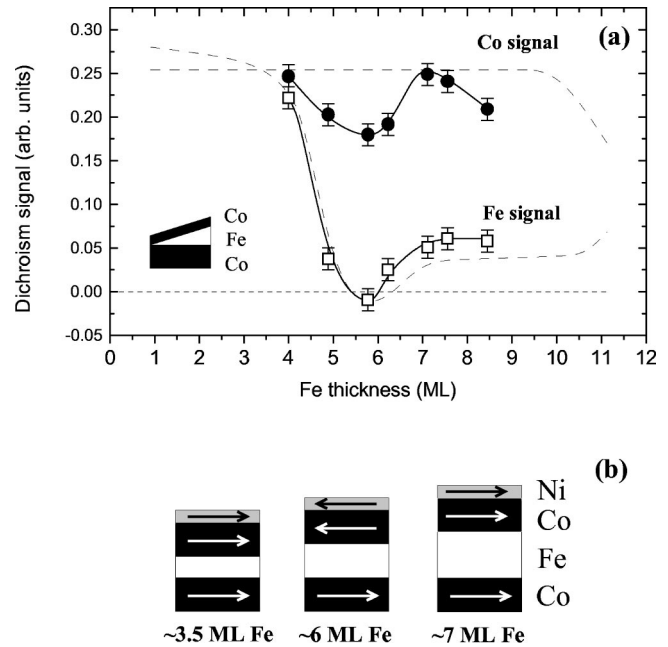 (a)
Co signal
Fe signal
Dichroism signal (arb. units)
0.30
0.25
0.20
0.15
0.10
0.05
0.00
-0.05
Co
Fe
Co
0 1 2 3 4 5 6 7 8 9 10 11 12
Fe thickness (ML)
(b)
Ni
Co
Fe
Co
~3.5 ML Fe ~6 ML Fe ~7 ML Fe